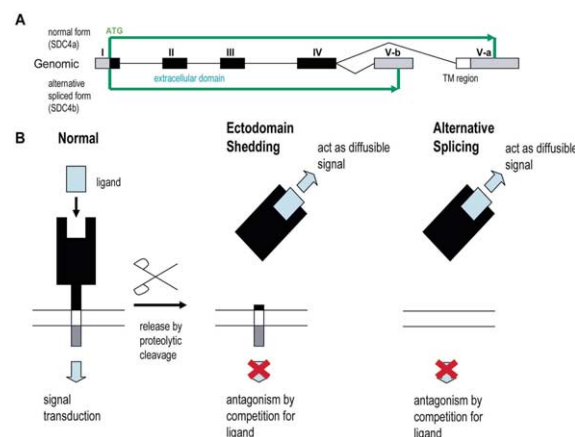 A
normal form
(SDC4a)
ATG
I
II
III
IV
V-b
V-a
Genomic
extracellular domain
TM region
alternative
spliced form
(SDC4b)
B
Normal
Ectodomain
Shedding
Alternative
Splicing
act as diffusible
signal
act as diffusible
signal
ligand
release by
proteolytic
cleavage
signal
transduction
antagonism by
competition for
ligand
antagonism by
competition for
ligand